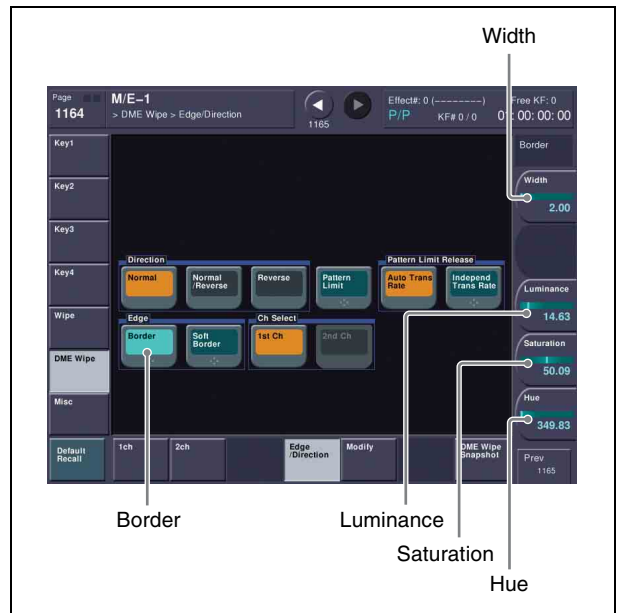 Width
Page
1164
M/E–1
> DME Wipe > Edge/Direction
1165
Effect#: 0 (––––––––)
Free KF: 0
P/P
KF# 0 / 0
: 00: 00: 00
Key1
Key2
Key3
Key4
Wipe
DME Wipe
Misc
Default
Recall
Direction
Normal
Normal
/Reverse
Reverse
Pattern
Limit
Pattern Limit Release
Auto Trans
Rate
Independ
Trans Rate
Edge
Border
Soft
Border
Ch Select
1st Ch
2nd Ch
Border
Width
2.00
Luminance
14.63
Saturation
50.09
Hue
349.83
1ch
2ch
Edge
/Direction
Modify
DME Wipe
Snapshot
Prev
1165
Border
Luminance
Saturation
Hue